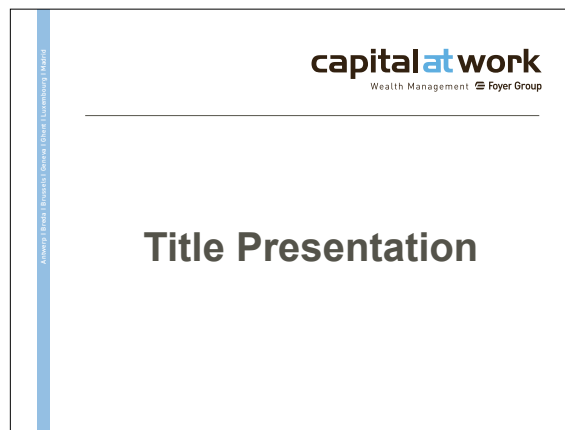 capital at work
Wealth Management Foyer Group
Antwerp | Breda | Brussels | Geneva | Ghent | Luxembourg | Madrid
Title Presentation